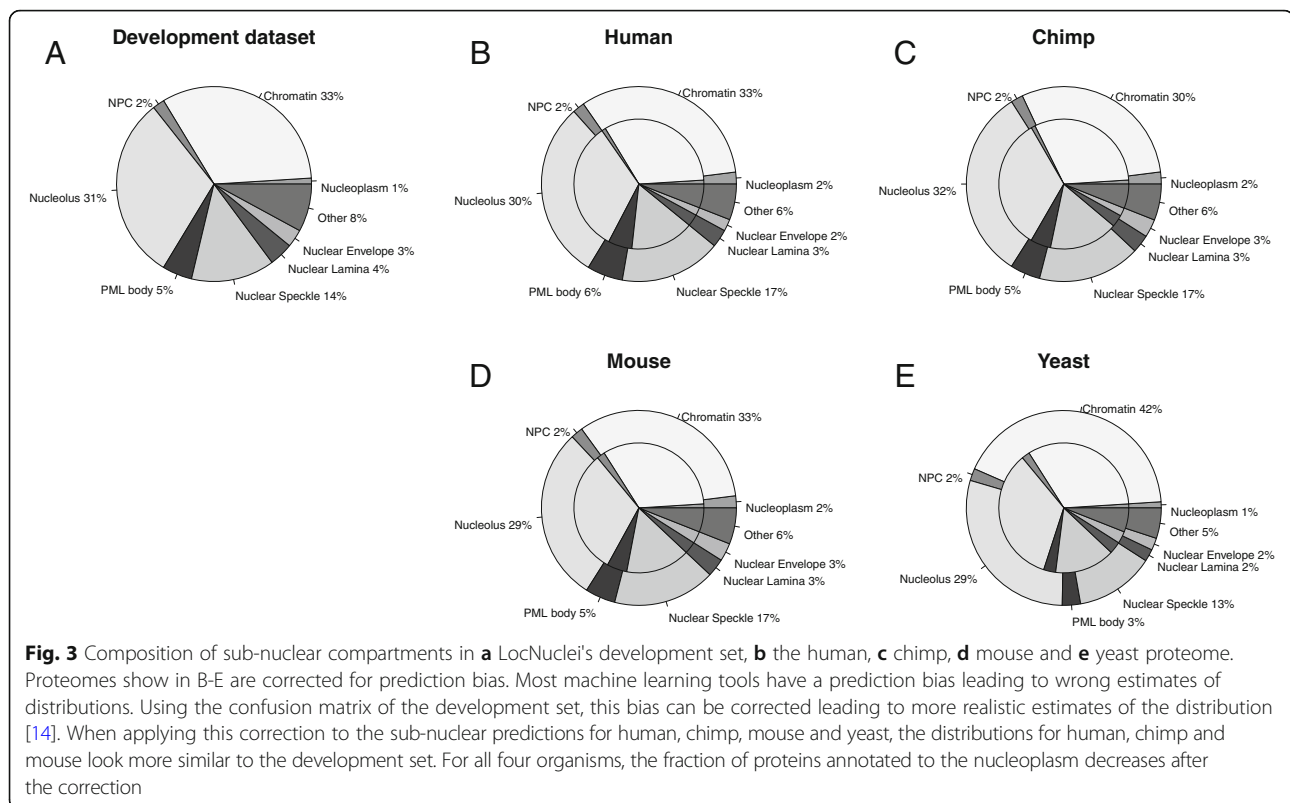 A
Development dataset
Chromatin 33%
NPC 2%
Nucleolus 31%
Nucleoplasm 1%
Other 8%
Nuclear Envelope 3%
Nuclear Lamina 4%
Nuclear Speckle 14%
PML body 5%
B
Human
Chromatin 33%
NPC 2%
Nucleolus 30%
Nucleoplasm 2%
Other 6%
Nuclear Envelope 2%
Nuclear Lamina 3%
Nuclear Speckle 17%
PML body 6%
C
Chimp
Chromatin 30%
NPC 2%
Nucleolus 32%
Nucleoplasm 2%
Other 6%
Nuclear Envelope 3%
Nuclear Lamina 3%
Nuclear Speckle 17%
PML body 5%
D
Mouse
Chromatin 33%
NPC 2%
Nucleolus 29%
Nucleoplasm 2%
Other 6%
Nuclear Envelope 3%
Nuclear Lamina 3%
Nuclear Speckle 17%
PML body 5%
E
Yeast
Chromatin 42%
NPC 2%
Nucleolus 29%
Nucleoplasm 1%
Other 5%
Nuclear Envelope 2%
Nuclear Lamina 2%
Nuclear Speckle 13%
PML body 3%
Fig. 3 Composition of sub-nuclear compartments in a LocNuclei's development set, b the human, c chimp, d mouse and e yeast proteome.
Proteomes show in B-E are corrected for prediction bias. Most machine learning tools have a prediction bias leading to wrong estimates of
distributions. Using the confusion matrix of the development set, this bias can be corrected leading to more realistic estimates of the distribution
[14]. When applying this correction to the sub-nuclear predictions for human, chimp, mouse and yeast, the distributions for human, chimp and
mouse look more similar to the development set. For all four organisms, the fraction of proteins annotated to the nucleoplasm decreases after
the correction